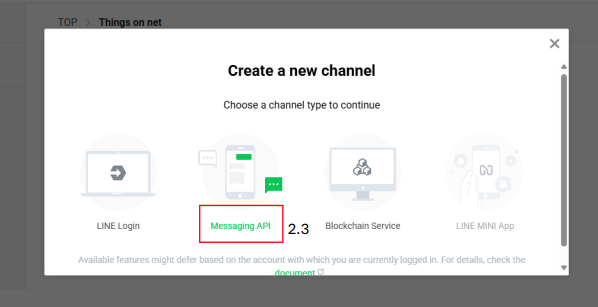 TOP > Things on net
×
Create a new channel
Choose a channel type to continue
LINE Login
Messaging API
2.3
Blockchain Service
LINE MINI App
Available features might defer based on the account with which you are currently logged in. For details, check the
document